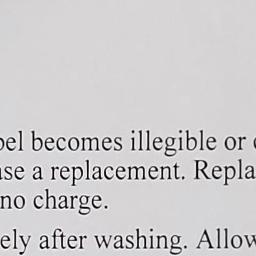 bel becomes illegible or
ase a replacement. Repla
no charge.
ely after washing. Allow